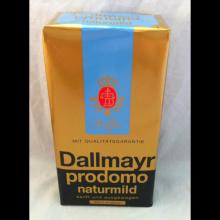 MIT QUALITÄTSGARANTIE
Dallmayr
prodomo
naturmild
sanft und ausgewogen